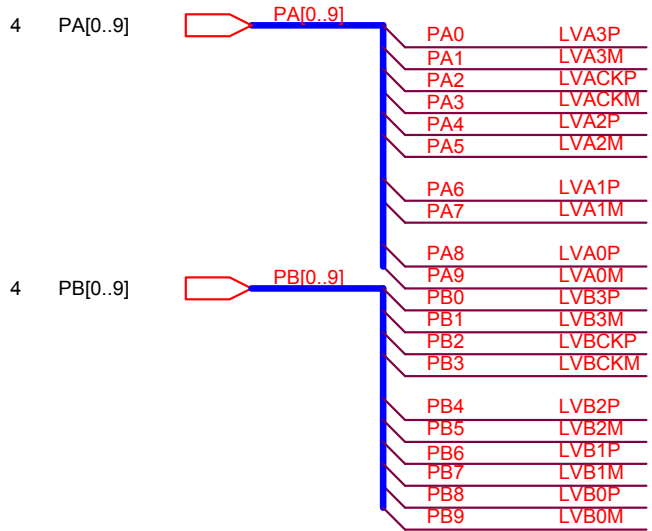 4 PA[0..9] PA[0..9]
PA0 LVA3P
PA1 LVA3M
PA2 LVACKP
PA3 LVACKM
PA4 LVA2P
PA5 LVA2M
PA6 LVA1P
PA7 LVA1M
PA8 LVA0P
PA9 LVA0M
4 PB[0..9] PB[0..9]
PB0 LVB3P
PB1 LVB3M
PB2 LVBCKP
PB3 LVBCKM
PB4 LVB2P
PB5 LVB2M
PB6 LVB1P
PB7 LVB1M
PB8 LVB0P
PB9 LVB0M